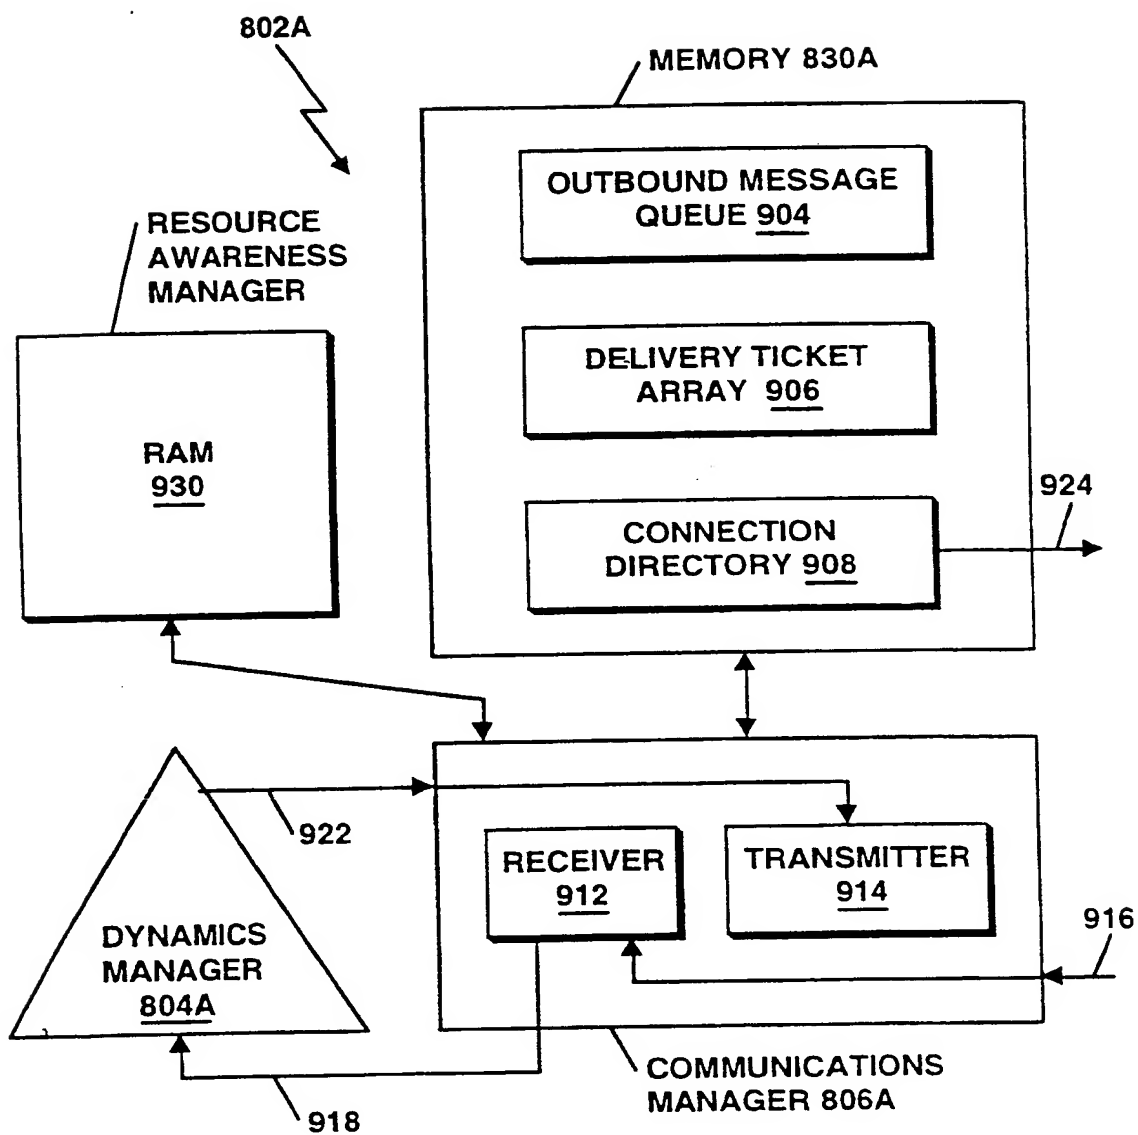 802A
MEMORY 830A
OUTBOUND MESSAGE
QUEUE 904
RESOURCE
AWARENESS
MANAGER
DELIVERY TICKET
ARRAY 906
RAM
930
924
CONNECTION
DIRECTORY 908
922
RECEIVER
912
TRANSMITTER
914
916
DYNAMICS
MANAGER
804A
COMMUNICATIONS
MANAGER 806A
918